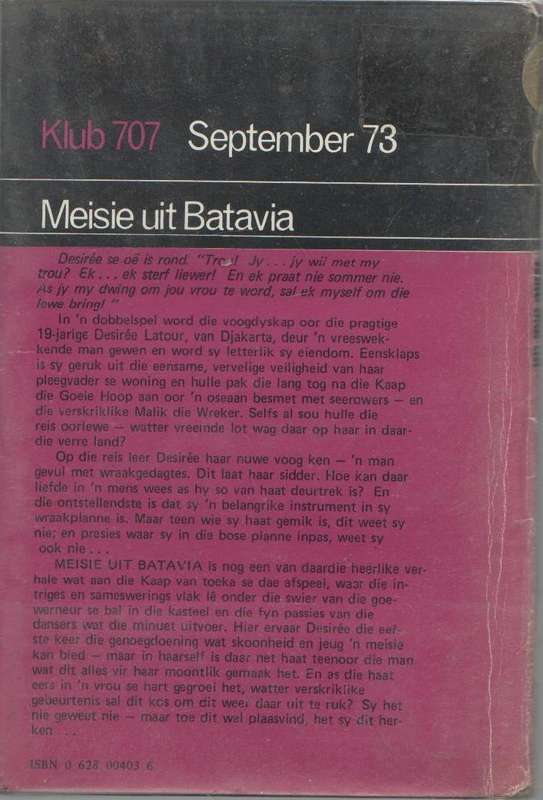 Klub 707 September 73
Meisie uit Batavia
Desirée se oë is rond. "Trou! Jy . . . jy wil met my
trou? Ek . . . ek sterf liewer! En ek praat nie sommer nie.
As jy my dwing om jou vrou te word, sal ek myself om die
lewe bring! "
In 'n dobbelspel word die voogdyskap oor die pragtige
19-jarige Desirée Latour, van Djakarta, deur 'n vreeswek-
kende man gewen en word sy letterlik sy eiendom. Eensklaps
is sy geruk uit die eensame, vervelige veiligheid van haar
pleegvader se woning en hulle pak die lang tog na die Kaap
die Goeie Hoop aan oor 'n oseaan besmet met seerowers – en
die verskriklike Malik die Wreker. Selfs al sou hulle die
reis oorlewe – watter vreemde lot wag daar op haar in daar-
die verre land?
Op die reis leer Desirée haar nuwe voog ken – 'n man
gevul met wraakgedagtes. Dit laat haar sidder. Hoe kan daar
liefde in 'n mens wees as hy so van haat deurtrek is? En
die ontstellendste is dat sy 'n belangrike instrument in sy
wraakplanne is. Maar teen wie sy haat gemik is, dit weet sy
nie; en presies waar sy in die bose planne inpas, weet sy
ook nie . . .
MEISIE UIT BATAVIA is nog een van daardie heerlike ver-
hale wat aan die Kaap van toeka se dae afspeel, waar die in-
triges en sameswerings vlak lê onder die swier van die goe-
werneur se bal in die kasteel en die fyn passies van die
dansers wat die minuet uitvoer. Hier ervaar Desirée die eer-
ste keer die genoegdoening wat skoonheid en jeug 'n meisie
kan bied – maar in haarself is daar net haat teenoor die man
wat dit alles vir haar moontlik gemaak het. En as die haat
eers in 'n vrou se hart gegroei het, watter verskriklike
gebeurtenis sal dit kos om dit weer daar uit te ruk? Sy het
nie geweet nie – maar toe dit wel plaasvind, het sy dit her-
ken . . .
ISBN 0 628 00403 6